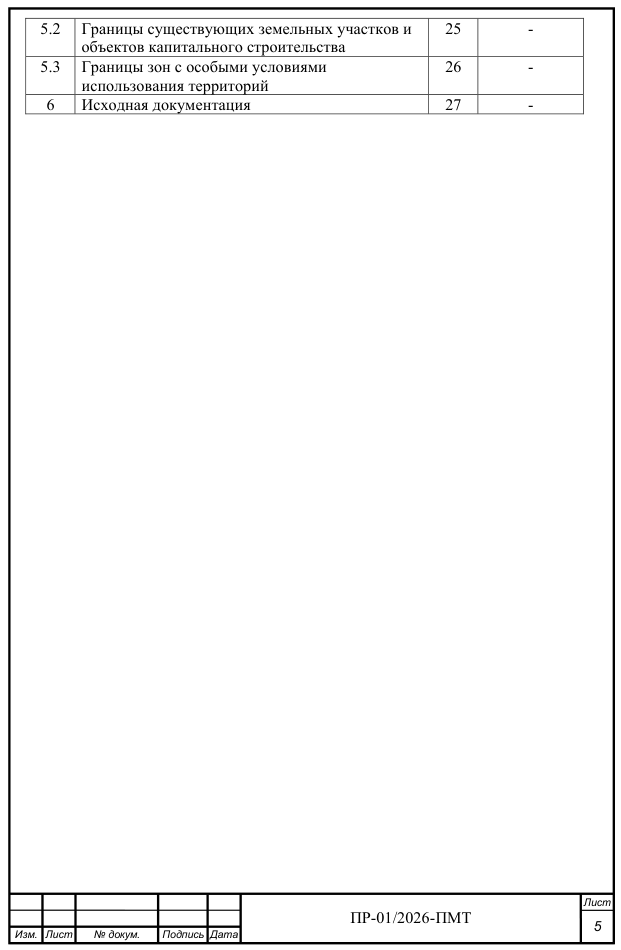 5.2 Границы существующих земельных участков и 25 -
объектов капитального строительства
5.3 Границы зон с особыми условиями 26 -
использования территорий
6 Исходная документация 27 -
Лист
ПР-01/2026-ПМТ
5
Изм. Лист № докум. Подпись Дата